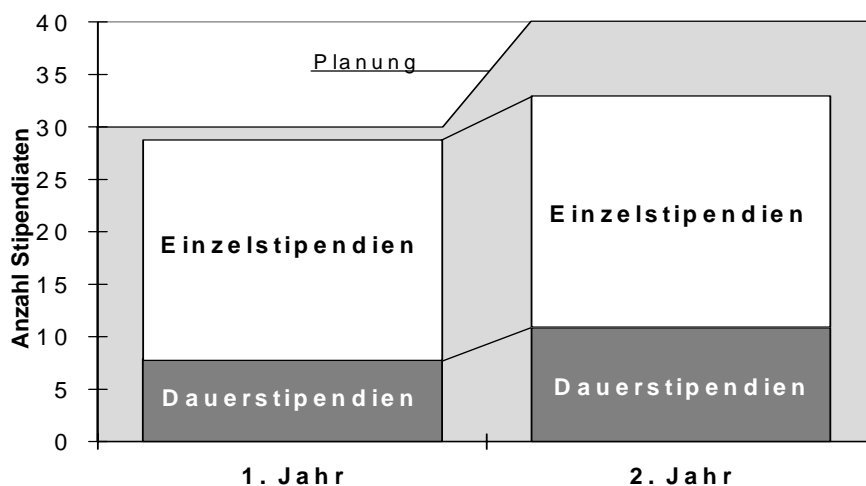 40
35
30
25
20
15
10
5
0
Anzahl Stipendiaten
Planung
Einzelstipendien
Einzelstipendien
Dauerstipendien
Dauerstipendien
1. Jahr
2. Jahr